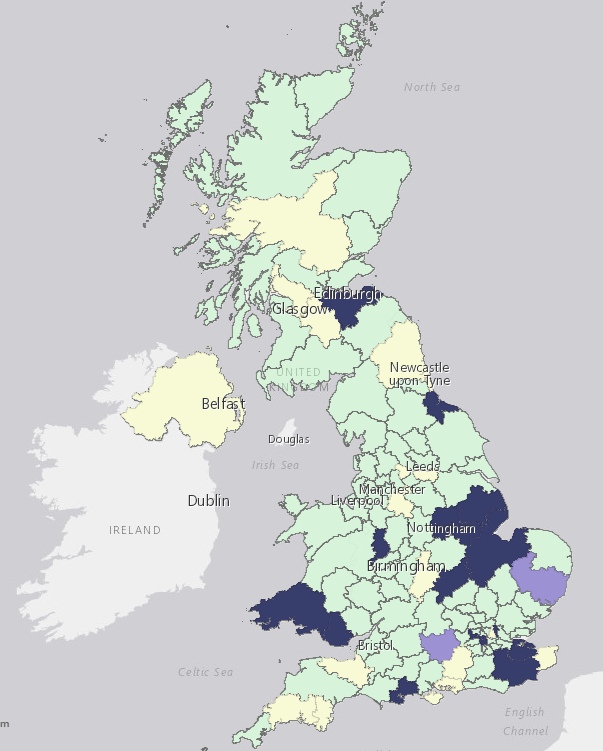 North Sea
Edinburgh
Glasgow
UNITED
KINGDOM
Newcastle
upon Tyne
Belfast
Douglas
Irish Sea
Leeds
Manchester
Liverpool
Dublin
Nottingham
IRELAND
Birmingham
Bristol
Celtic Sea
English
Channel
m